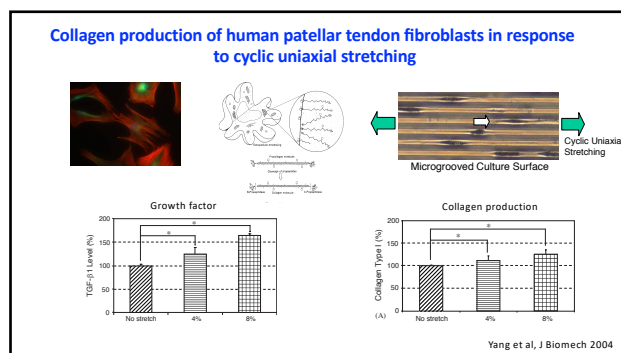 Collagen production of human patellar tendon fibroblasts in response
to cyclic uniaxial stretching
Cyclic Uniaxial
Stretching
Microgrooved Culture Surface
Growth factor
TGF-β1 Level (%)
200
150
100
50
0
*
*
No stretch 4% 8%
Collagen production
Collagen Type I (%)
200
150
100
50
0
*
*
(A)
No stretch 4% 8%
Yang et al, J Biomech 2004